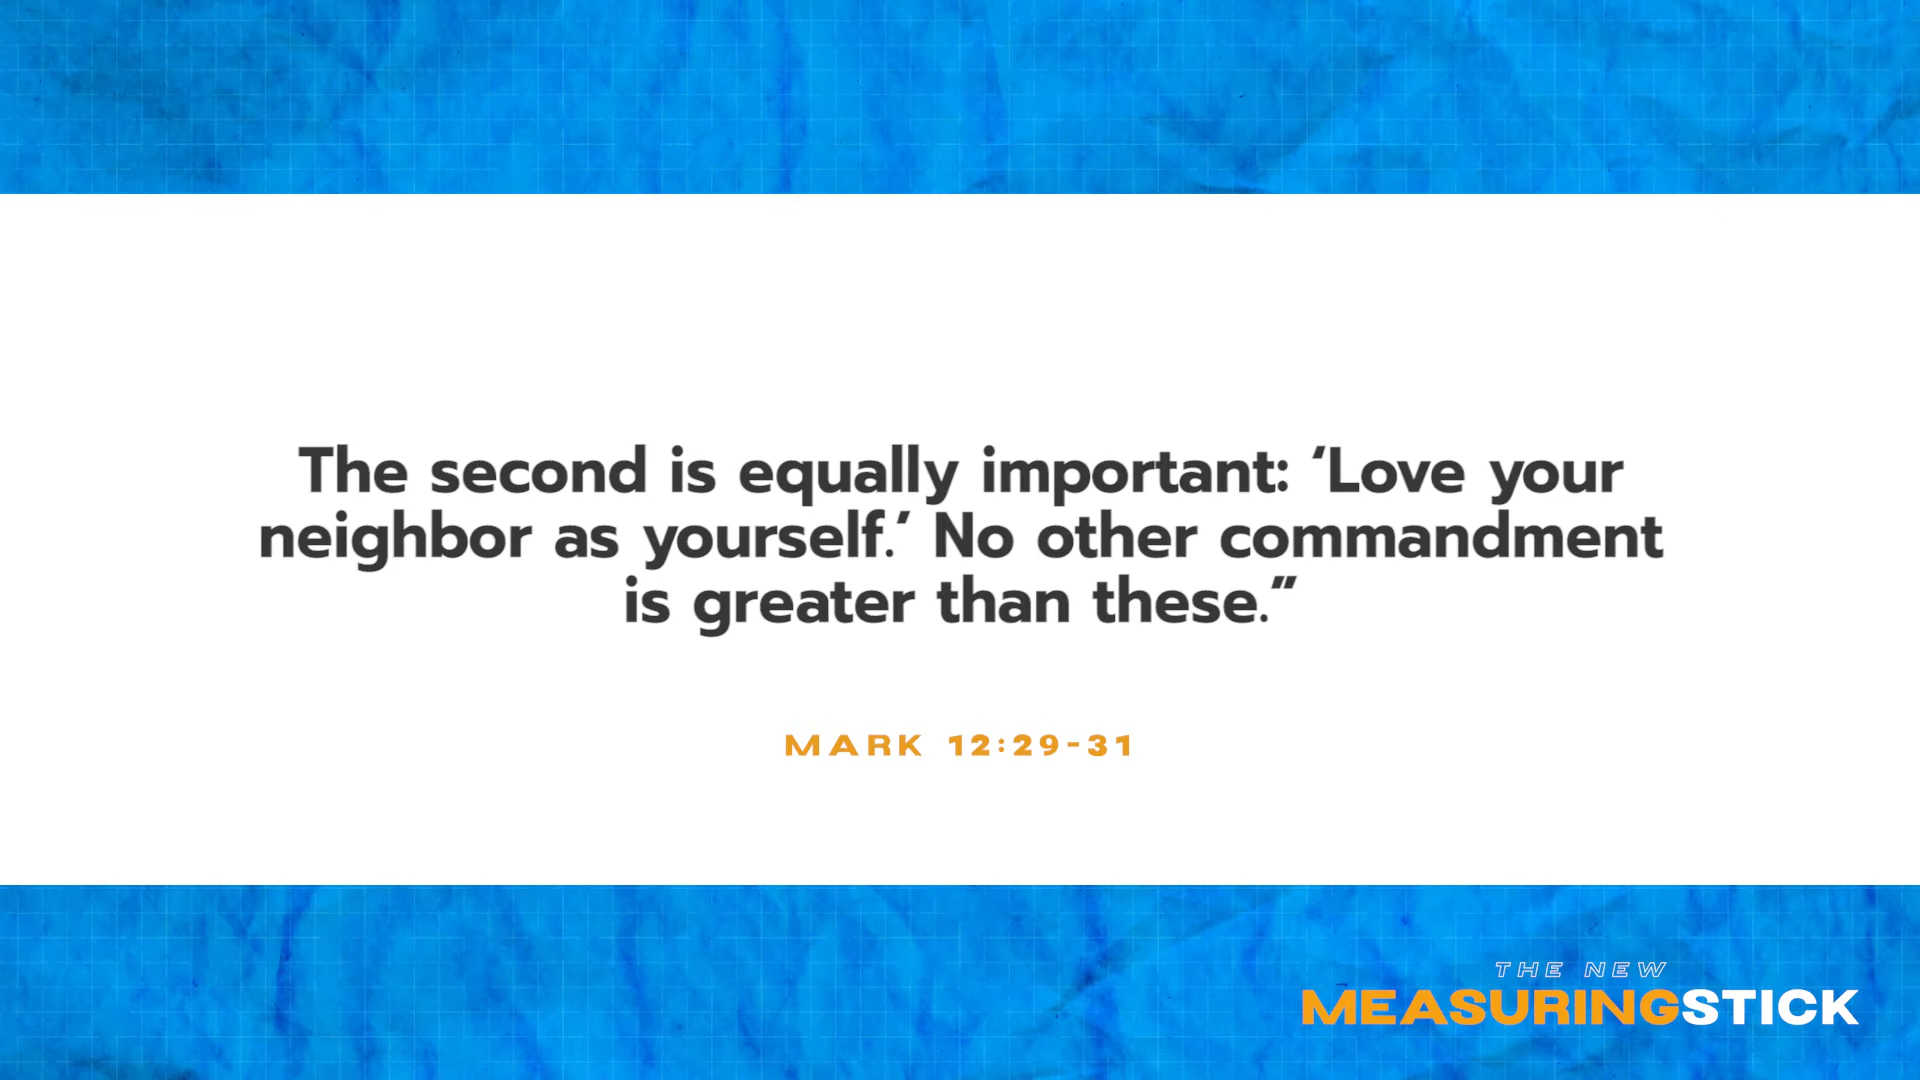 The second is equally important: ‘Love your
neighbor as yourself.’ No other commandment
is greater than these.”
MARK 12:29-31
THE NEW
MEASURINGSTICK